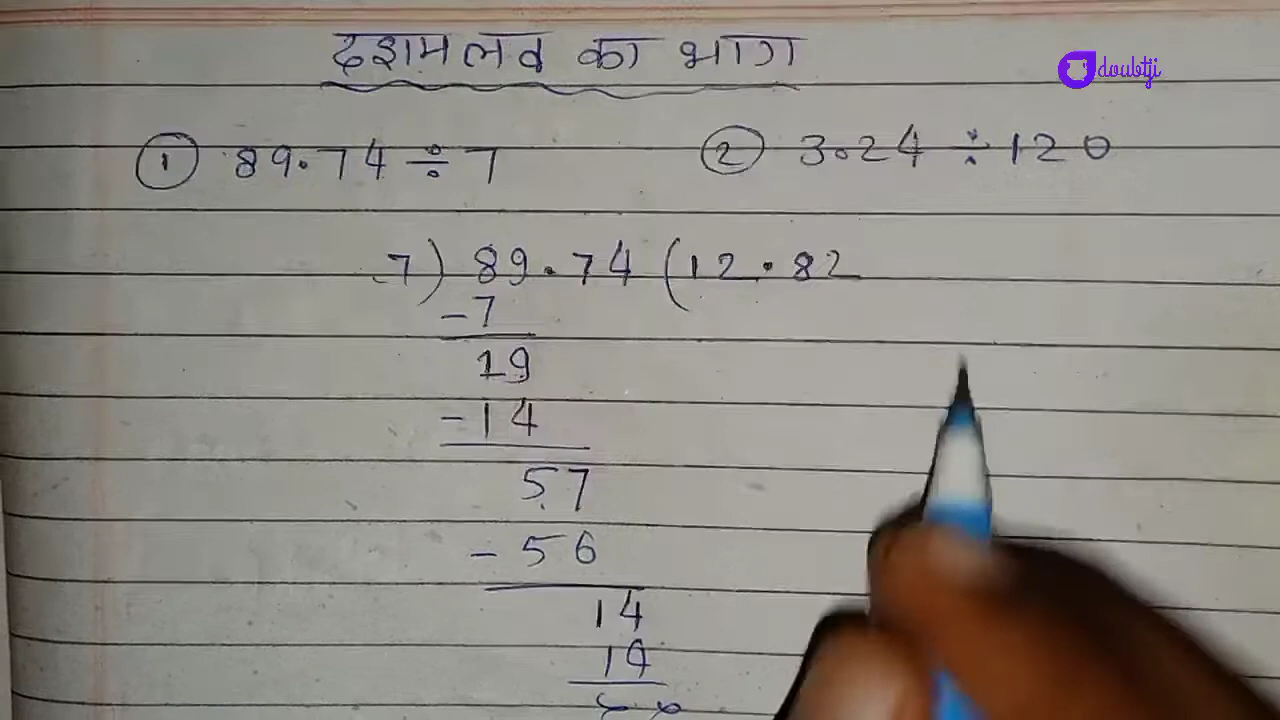 दशमलव का भाग
doubtji
① 89.74 ÷ 7
② 3.24 ÷ 120
7) 89.74 (12.82
-7
19
-14
57
-56
14
14